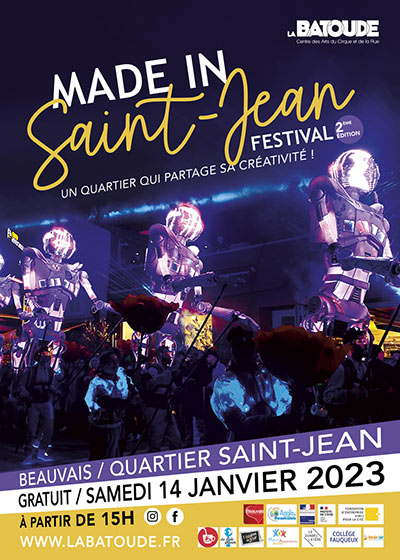 LA BATOUDE
Centre des Arts du Cirque et de la Rue
MADE IN
Saint-Jean
FESTIVAL 2ÈME ÉDITION
UN QUARTIER QUI PARTAGE SA CRÉATIVITÉ !
BEAUVAIS / QUARTIER SAINT-JEAN
GRATUIT / SAMEDI 14 JANVIER 2023
À PARTIR DE 15H
WWW.LABATOUDE.FR
COLLÈGE
FAUQUEUX